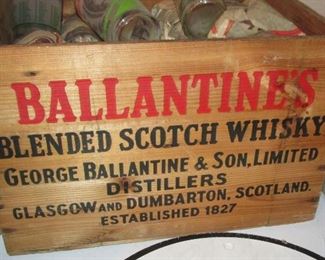 BALLANTINE'S
BLENDED SCOTCH WHISKY
GEORGE BALLANTINE & SON, LIMITED
DISTILLERS
GLASGOW AND DUMBARTON, SCOTLAND.
ESTABLISHED 1827